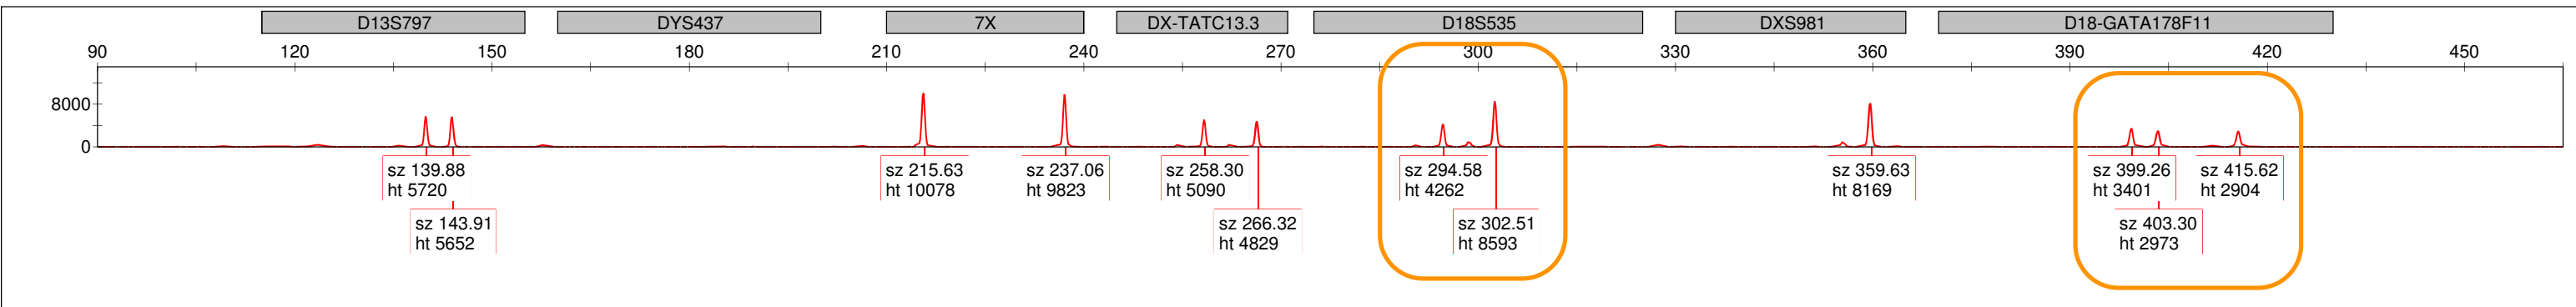 D13S797 DYS437 7X DX-TATC13.3 D18S535 DXS981 D18-GATA178F11
90 120 150 180 210 240 270 300 330 360 390 420 450
8000
0
sz 139.88 sz 215.63 sz 237.06 sz 258.30 sz 294.58 sz 359.63 sz 399.26 sz 415.62
ht 5720 ht 10078 ht 9823 ht 5090 ht 4262 ht 8169 ht 3401 ht 2904
sz 143.91 sz 266.32 sz 302.51 sz 403.30
ht 5652 ht 4829 ht 8593 ht 2973